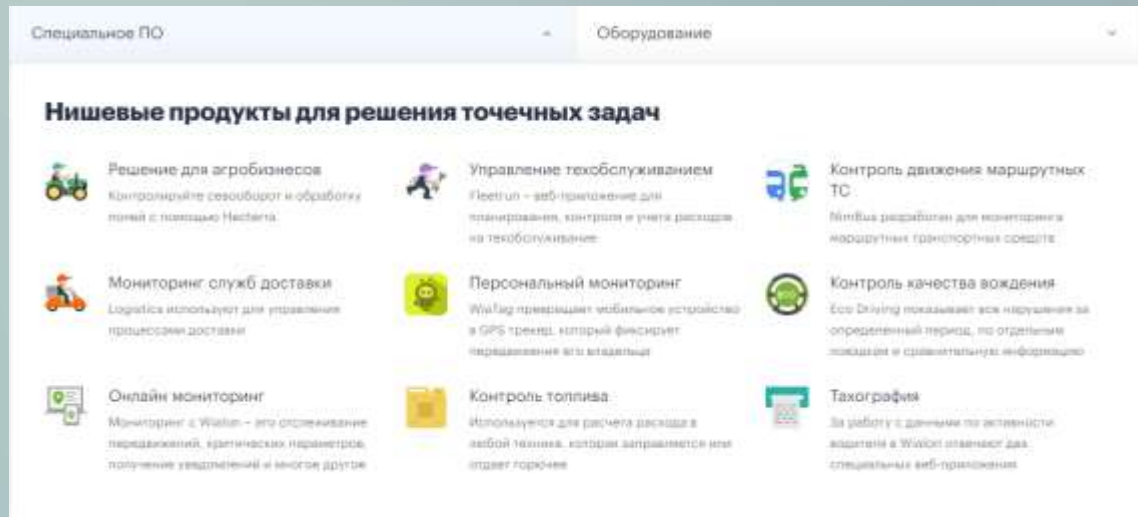 Специальное ПО
Оборудование
Нишевые продукты для решения точечных задач
Решение для агробизнесов
Контролируйте севооборот и обработку
полей с помощью Hecterra
Управление техобслуживанием
Fleetrun – веб-приложение для
планирования, контроля и учета расходов
на техобслуживание
Контроль движения маршрутных
ТС
NimBus разработан для мониторинга
маршрутных транспортных средств
Мониторинг служб доставки
Logistics используют для управления
процессами доставки
Персональный мониторинг
WiaTag превращает мобильное устройство
в GPS трекер, который фиксирует
передвижения его владельца
Контроль качества вождения
Eco Driving показывает все нарушения за
определенный период, по отдельным
поездкам и сравнительную информацию
Онлайн мониторинг
Мониторинг с Wialon – это отслеживание
передвижений, критических параметров,
получение уведомлений и многое другое
Контроль топлива
Используется для расчета расхода в
любой технике, которая заправляется или
отдает горючее
Тахография
За работу с данными по активности
водителя в Wialon отвечают два
специальных веб-приложения